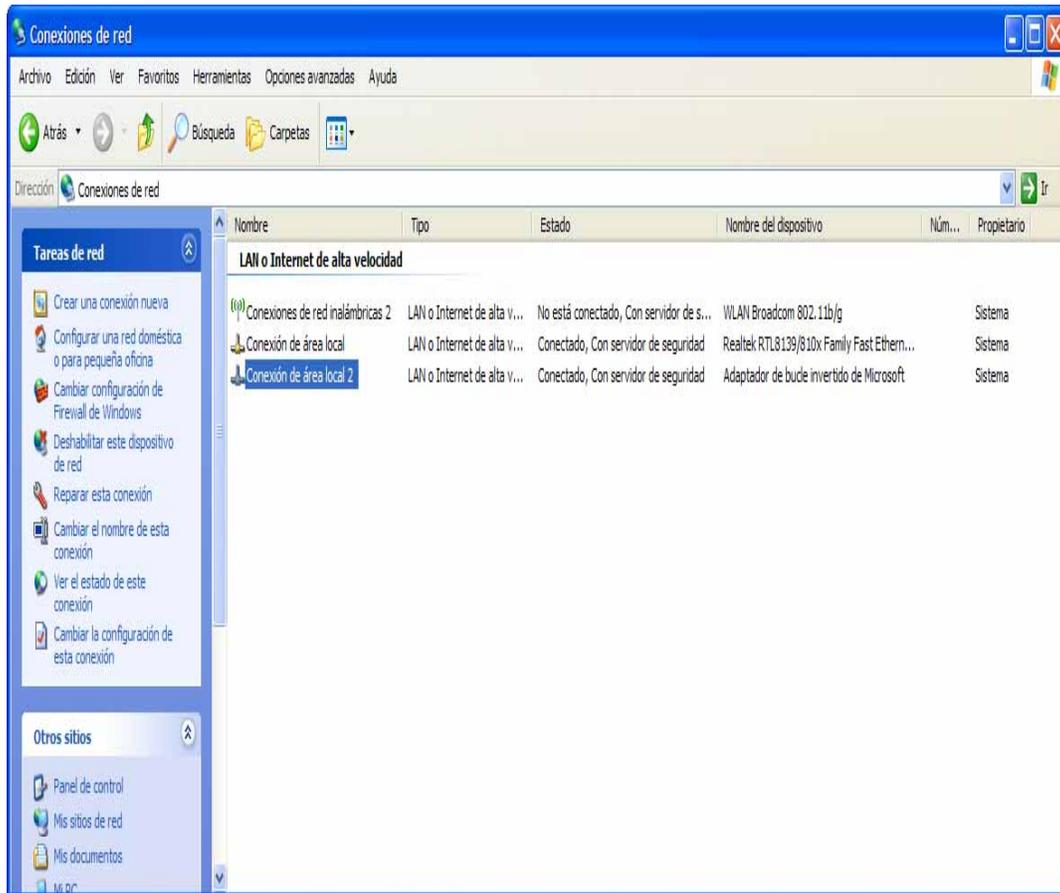 Conexiones de red
Archivo Edición Ver Favoritos Herramientas Opciones avanzadas Ayuda
Atrás Búsqueda Carpetas
Dirección Conexiones de red Ir
Nombre Tipo Estado Nombre del dispositivo Núm... Propietario
LAN o Internet de alta velocidad
Conexiones de red inalámbricas 2 LAN o Internet de alta v... No está conectado, Con servidor de s... WLAN Broadcom 802.11b/g Sistema
Conexión de área local LAN o Internet de alta v... Conectado, Con servidor de seguridad Realtek RTL8139/810x Family Fast Ethern... Sistema
Conexión de área local 2 LAN o Internet de alta v... Conectado, Con servidor de seguridad Adaptador de bucle invertido de Microsoft Sistema
Tareas de red
Crear una conexión nueva
Configurar una red doméstica
o para pequeña oficina
Cambiar configuración de
Firewall de Windows
Deshabilitar este dispositivo
de red
Reparar esta conexión
Cambiar el nombre de esta
conexión
Ver el estado de este
conexión
Cambiar la configuración de
esta conexión
Otros sitios
Panel de control
Mis sitios de red
Mis documentos
Mi PC